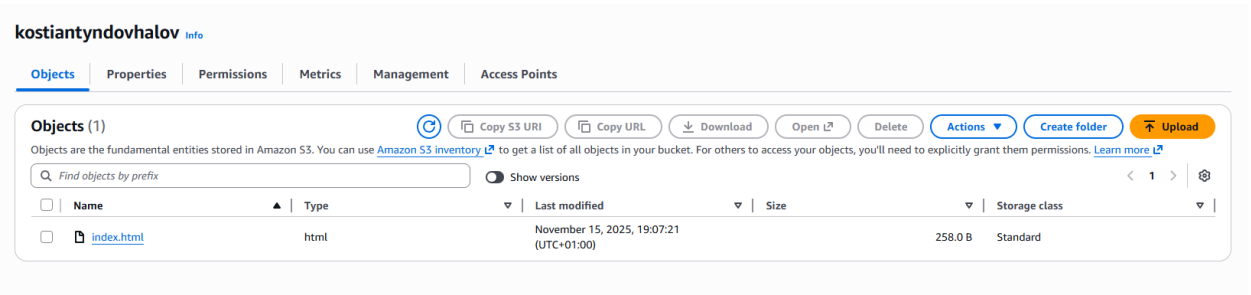 kostiantyndovhalov Info
Objects Properties Permissions Metrics Management Access Points
Objects (1) Copy S3 URI Copy URL Download Open Delete Actions Create folder Upload
Objects are the fundamental entities stored in Amazon S3. You can use Amazon S3 inventory to get a list of all objects in your bucket. For others to access your objects, you'll need to explicitly grant them permissions. Learn more
Find objects by prefix Show versions 1
Name Type Last modified Size Storage class
index.html html November 15, 2025, 19:07:21 258.0 B Standard
(UTC+01:00)